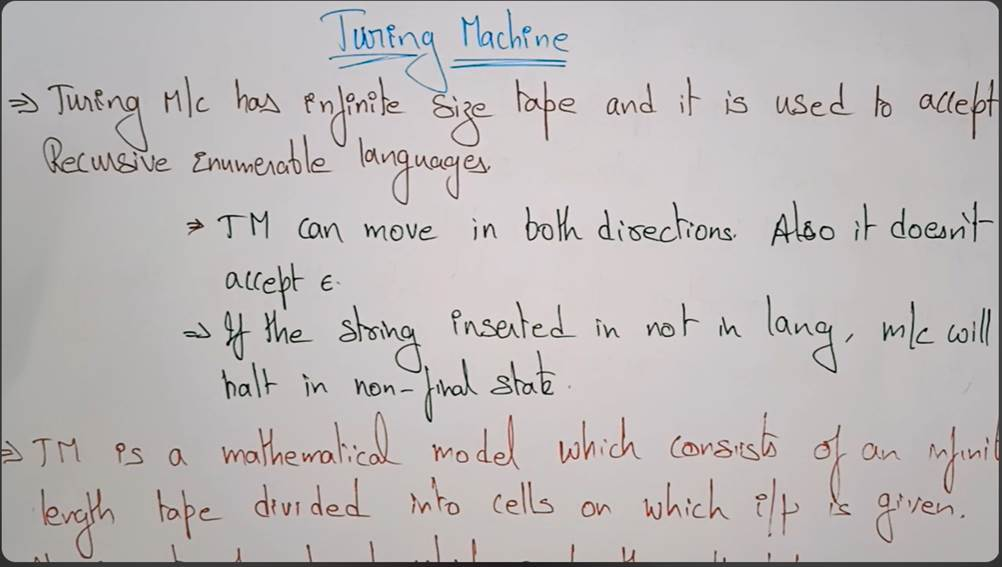 Turing Machine
⇒ Turing M/c has infinite size tape and it is used to accept
Recursive Enumerable languages.
→ TM can move in both directions. Also it doesn't
accept ε.
⇒ If the string inserted in not in lang, m/c will
halt in non-final state.
⇒ TM is a mathematical model which consists of an infinit
length tape divided into cells on which i/p is given.